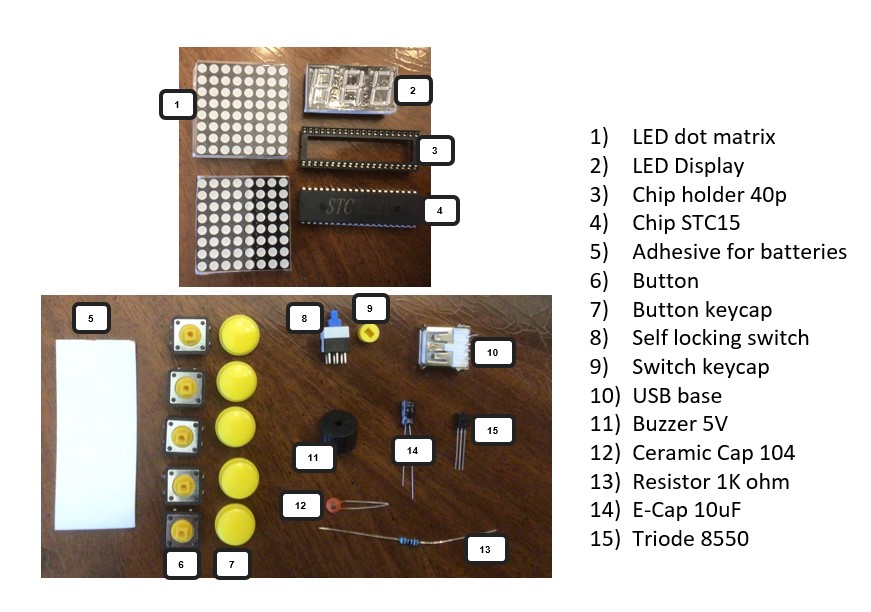 1
2
3
STC
4
5
6
7
8
9
10
11
12
13
14
15
1) LED dot matrix
2) LED Display
3) Chip holder 40p
4) Chip STC15
5) Adhesive for batteries
6) Button
7) Button keycap
8) Self locking switch
9) Switch keycap
10) USB base
11) Buzzer 5V
12) Ceramic Cap 104
13) Resistor 1K ohm
14) E-Cap 10uF
15) Triode 8550